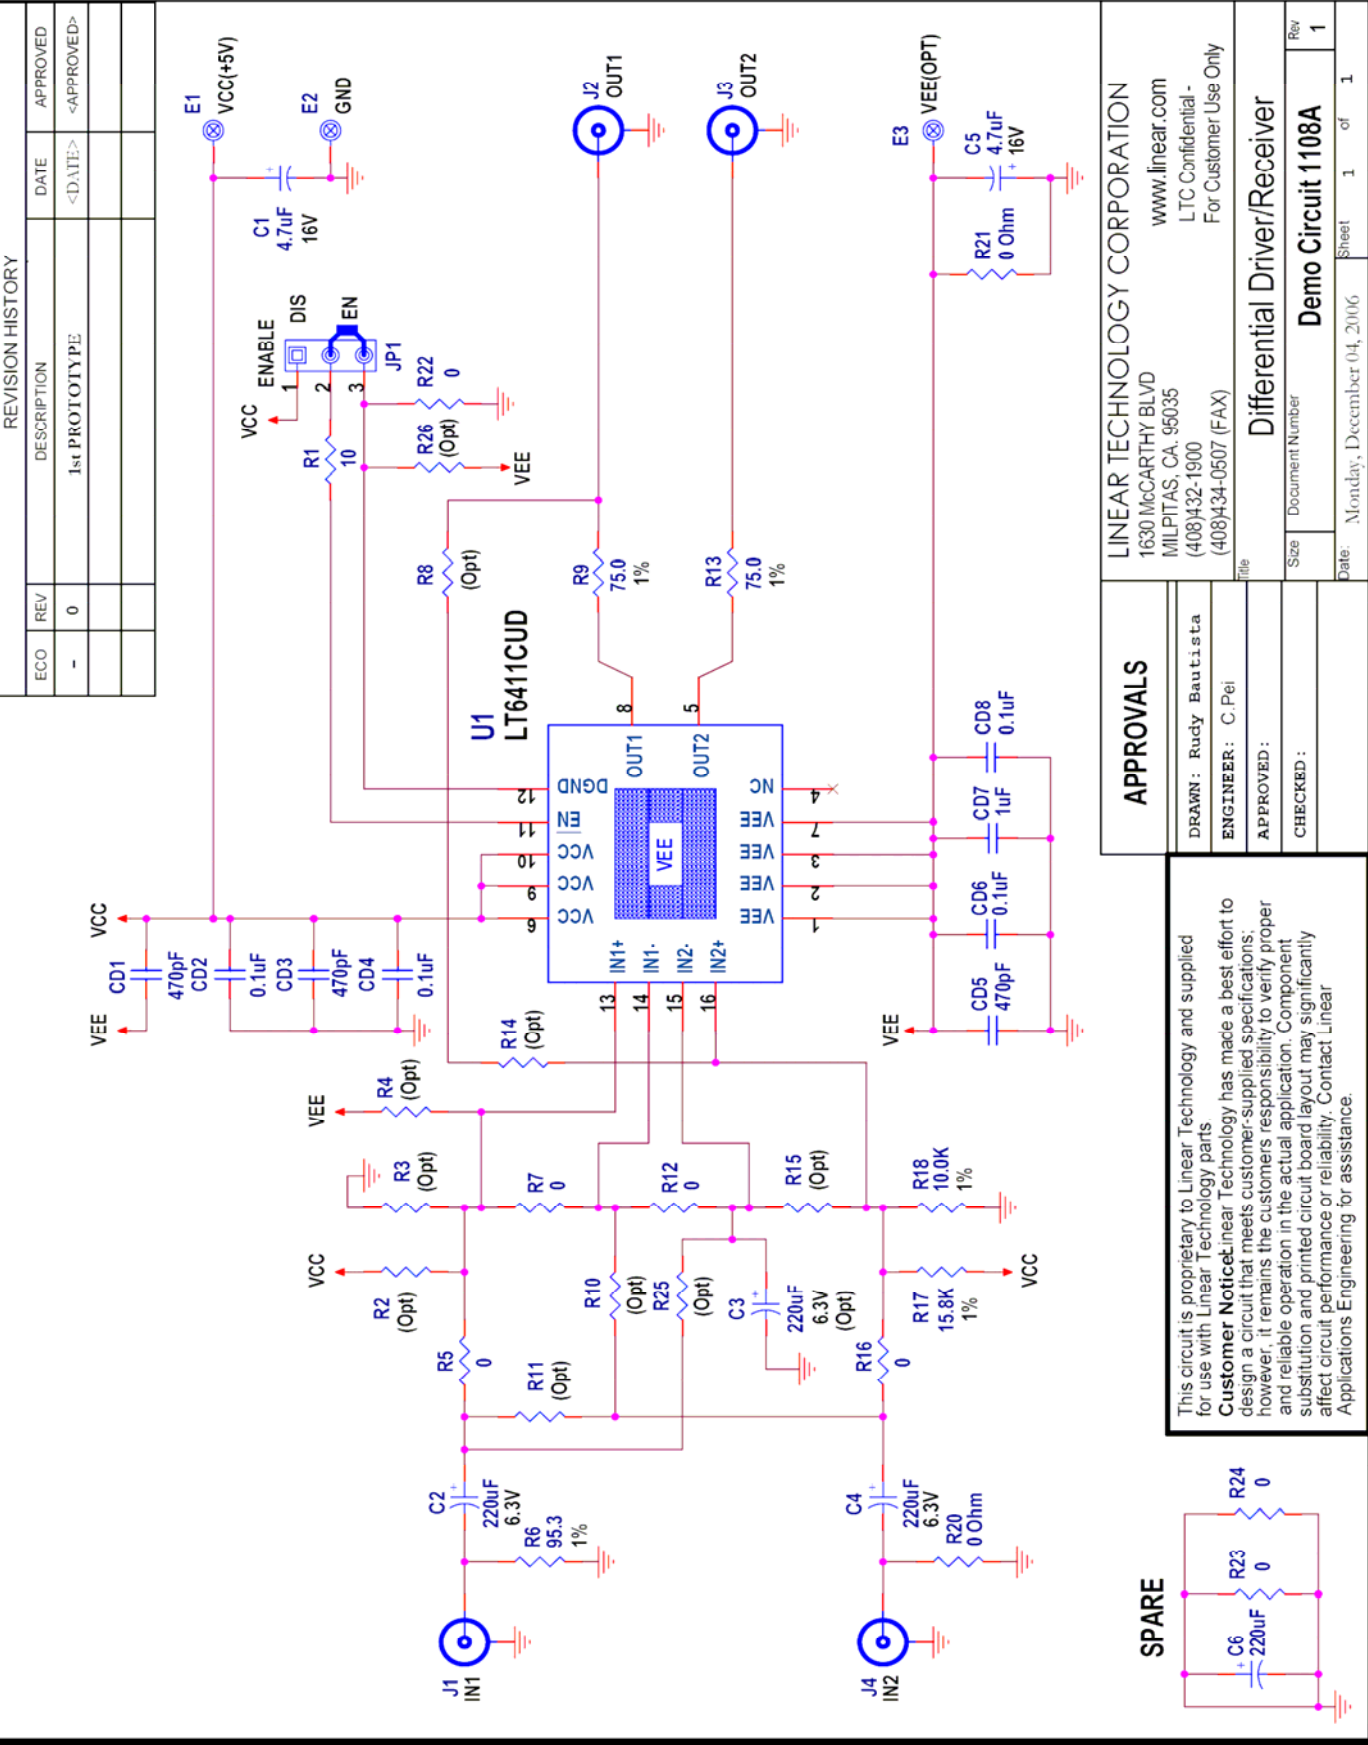 REVISION HISTORY
ECO REV DESCRIPTION DATE APPROVED
- 0 1st PROTOTYPE <DATE> <APPROVED>
E1
VCC(+5V)
E2
GND
C1
4.7uF
16V
ENABLE
DIS
EN
1
2
3
JP1
VCC
R1
10
R22
0
R26
(Opt)
VEE
J2
OUT1
J3
OUT2
R8
(Opt)
R9
75.0
1%
R13
75.0
1%
E3
VEE(OPT)
C5
4.7uF
16V
R21
0 Ohm
U1
LT6411CUD
8
OUT1
5
OUT2
12
DGND
11
EN
10
VCC
9
VCC
6
VCC
VEE
4
NC
7
VEE
3
VEE
2
VEE
1
VEE
13
IN1+
14
IN1-
15
IN2-
16
IN2+
VCC
VEE
CD1
470pF
CD2
0.1uF
CD3
470pF
CD4
0.1uF
VEE
CD5
470pF
CD6
0.1uF
CD7
1uF
CD8
0.1uF
R14
(Opt)
VEE
R4
(Opt)
R3
(Opt)
VCC
R2
(Opt)
R7
0
R12
0
R15
(Opt)
R18
10.0K
1%
R10
(Opt)
R25
(Opt)
C3
220uF
6.3V
(Opt)
R17
15.8K
1%
VCC
R5
0
R11
(Opt)
R16
0
C2
220uF
6.3V
R6
95.3
1%
C4
220uF
6.3V
R20
0 Ohm
J1
IN1
J4
IN2
SPARE
C6
220uF
R23
0
R24
0
This circuit is proprietary to Linear Technology and supplied
for use with Linear Technology parts.
Customer Notice:Linear Technology has made a best effort to
design a circuit that meets customer-supplied specifications;
however, it remains the customers responsibility to verify proper
and reliable operation in the actual application. Component
substitution and printed circuit board layout may significantly
affect circuit performance or reliability. Contact Linear
Applications Engineering for assistance.
APPROVALS
DRAWN: Rudy Bautista
ENGINEER: C.Pei
APPROVED:
CHECKED:
LINEAR TECHNOLOGY CORPORATION
1630 McCARTHY BLVD
MILPITAS, CA. 95035
(408)432-1900
(408)434-0507 (FAX)
www.linear.com
LTC Confidential -
For Customer Use Only
Title
Differential Driver/Receiver
Size Document Number Rev
Demo Circuit 1108A 1
Date: Monday, December 04, 2006 Sheet 1 of 1